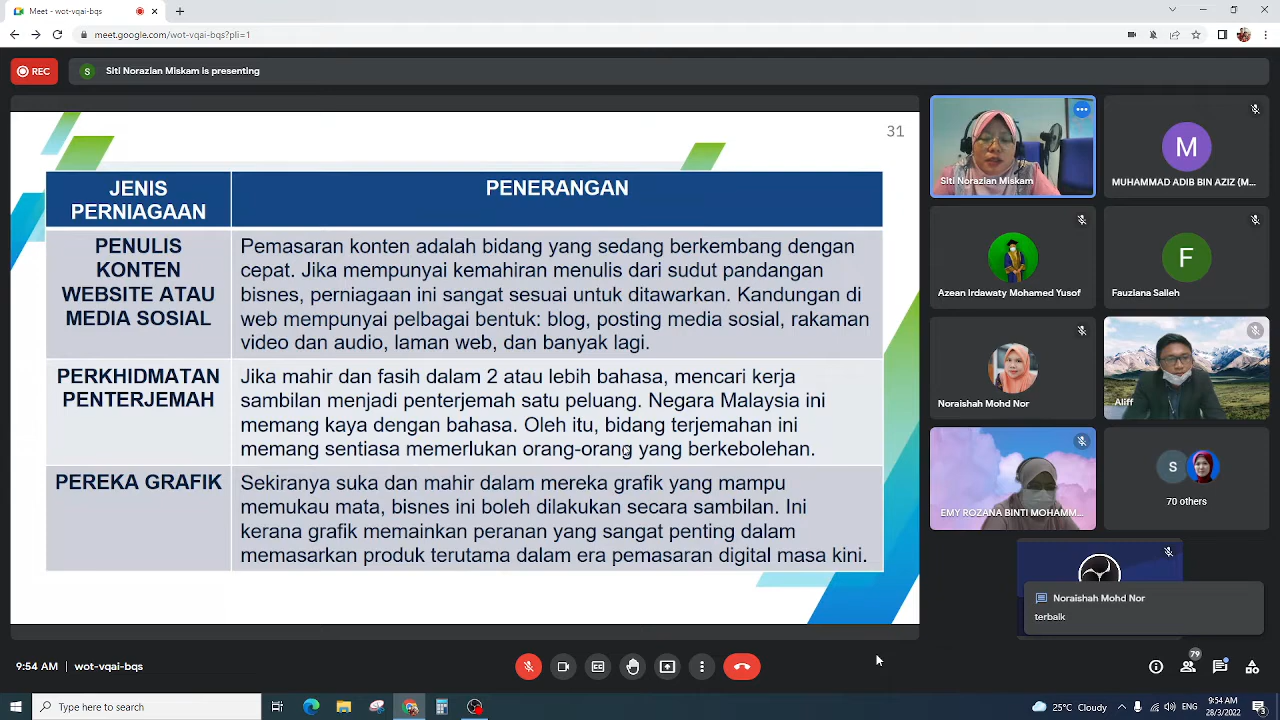 Meet - wot-vqai-bqs
meet.google.com/wot-vqai-bqs?pli=1
REC
S
Siti Norazlan Miskam is presenting
31
JENIS
PERNIAGAAN
PENERANGAN
PENULIS
KONTEN
WEBSITE ATAU
MEDIA SOSIAL
Pemasaran konten adalah bidang yang sedang berkembang dengan
cepat. Jika mempunyai kemahiran menulis dari sudut pandangan
bisnes, perniagaan ini sangat sesuai untuk ditawarkan. Kandungan di
web mempunyai pelbagai bentuk: blog, posting media sosial, rakaman
video dan audio, laman web, dan banyak lagi.
PERKHIDMATAN
PENTERJEMAH
Jika mahir dan fasih dalam 2 atau lebih bahasa, mencari kerja
sambilan menjadi penterjemah satu peluang. Negara Malaysia ini
memang kaya dengan bahasa. Oleh itu, bidang terjemahan ini
memang sentiasa memerlukan orang-orang yang berkebolehan.
PEREKA GRAFIK
Sekiranya suka dan mahir dalam mereka grafik yang mampu
memukau mata, bisnes ini boleh dilakukan secara sambilan. Ini
kerana grafik memainkan peranan yang sangat penting dalam
memasarkan produk terutama dalam era pemasaran digital masa kini.
Siti Norazlan Miskam
M
MUHAMMAD ADIB BIN AZIZ (M...
Azean Irdawaty Mohamed Yusof
F
Fauziana Salleh
Noraishah Mohd Nor
Aliff
EMY ROZANA BINTI MOHAMM...
S
70 others
Noraishah Mohd Nor
terbaik
9:54 AM | wot-vqai-bqs
79
Type here to search
25°C Cloudy
9:54 AM
28/3/2022
3